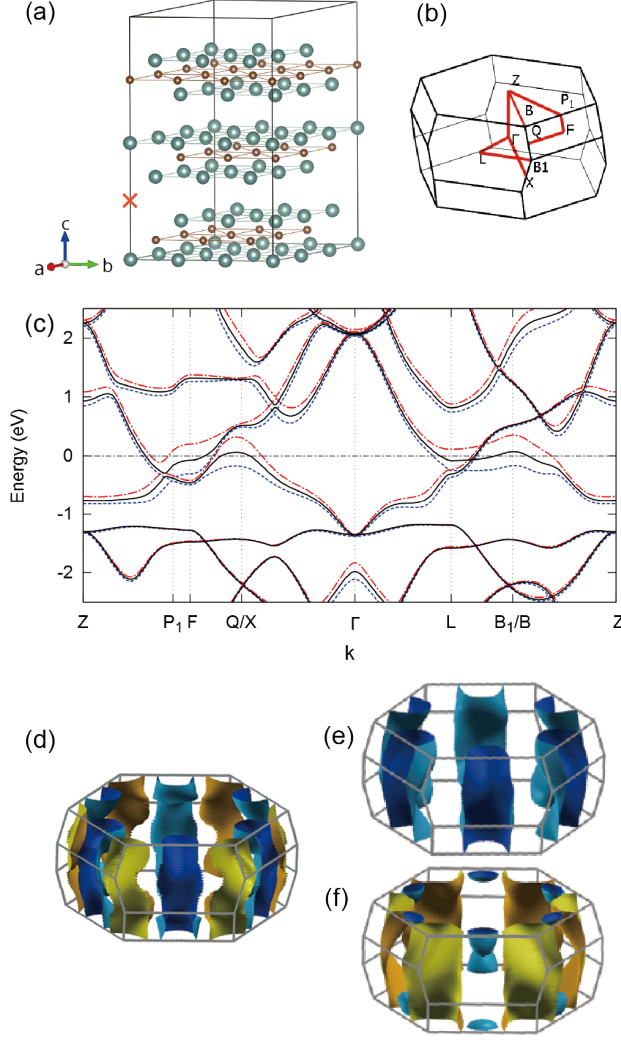 (a)
c
a
b
(b)
Z
P1
B
Q
F
Γ
L
B1
X
(c)
Energy (eV)
2
1
0
-1
-2
Z
P1
F
Q/X
Γ
L
B1/B
Z
k
(d)
(e)
(f)